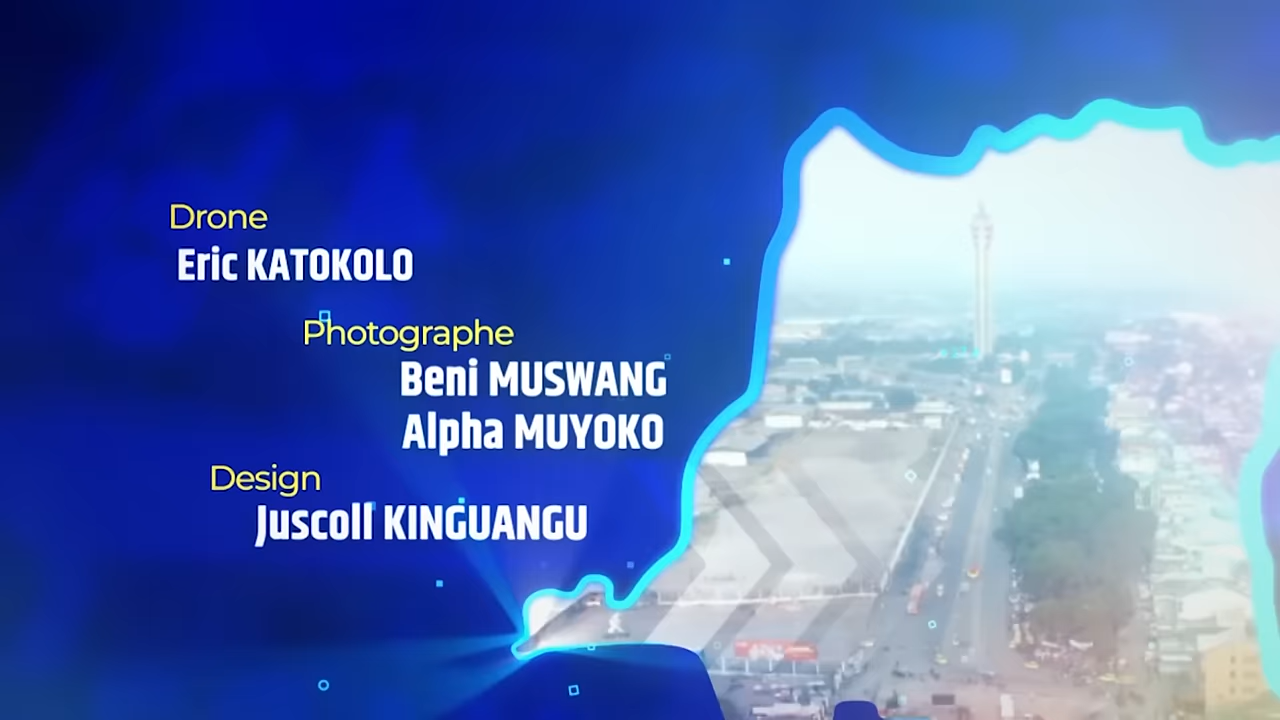 Drone
Eric KATOKOLO
Photographe
Beni MUSWANG
Alpha MUYOKO
Design
Juscoll KINGUANGU